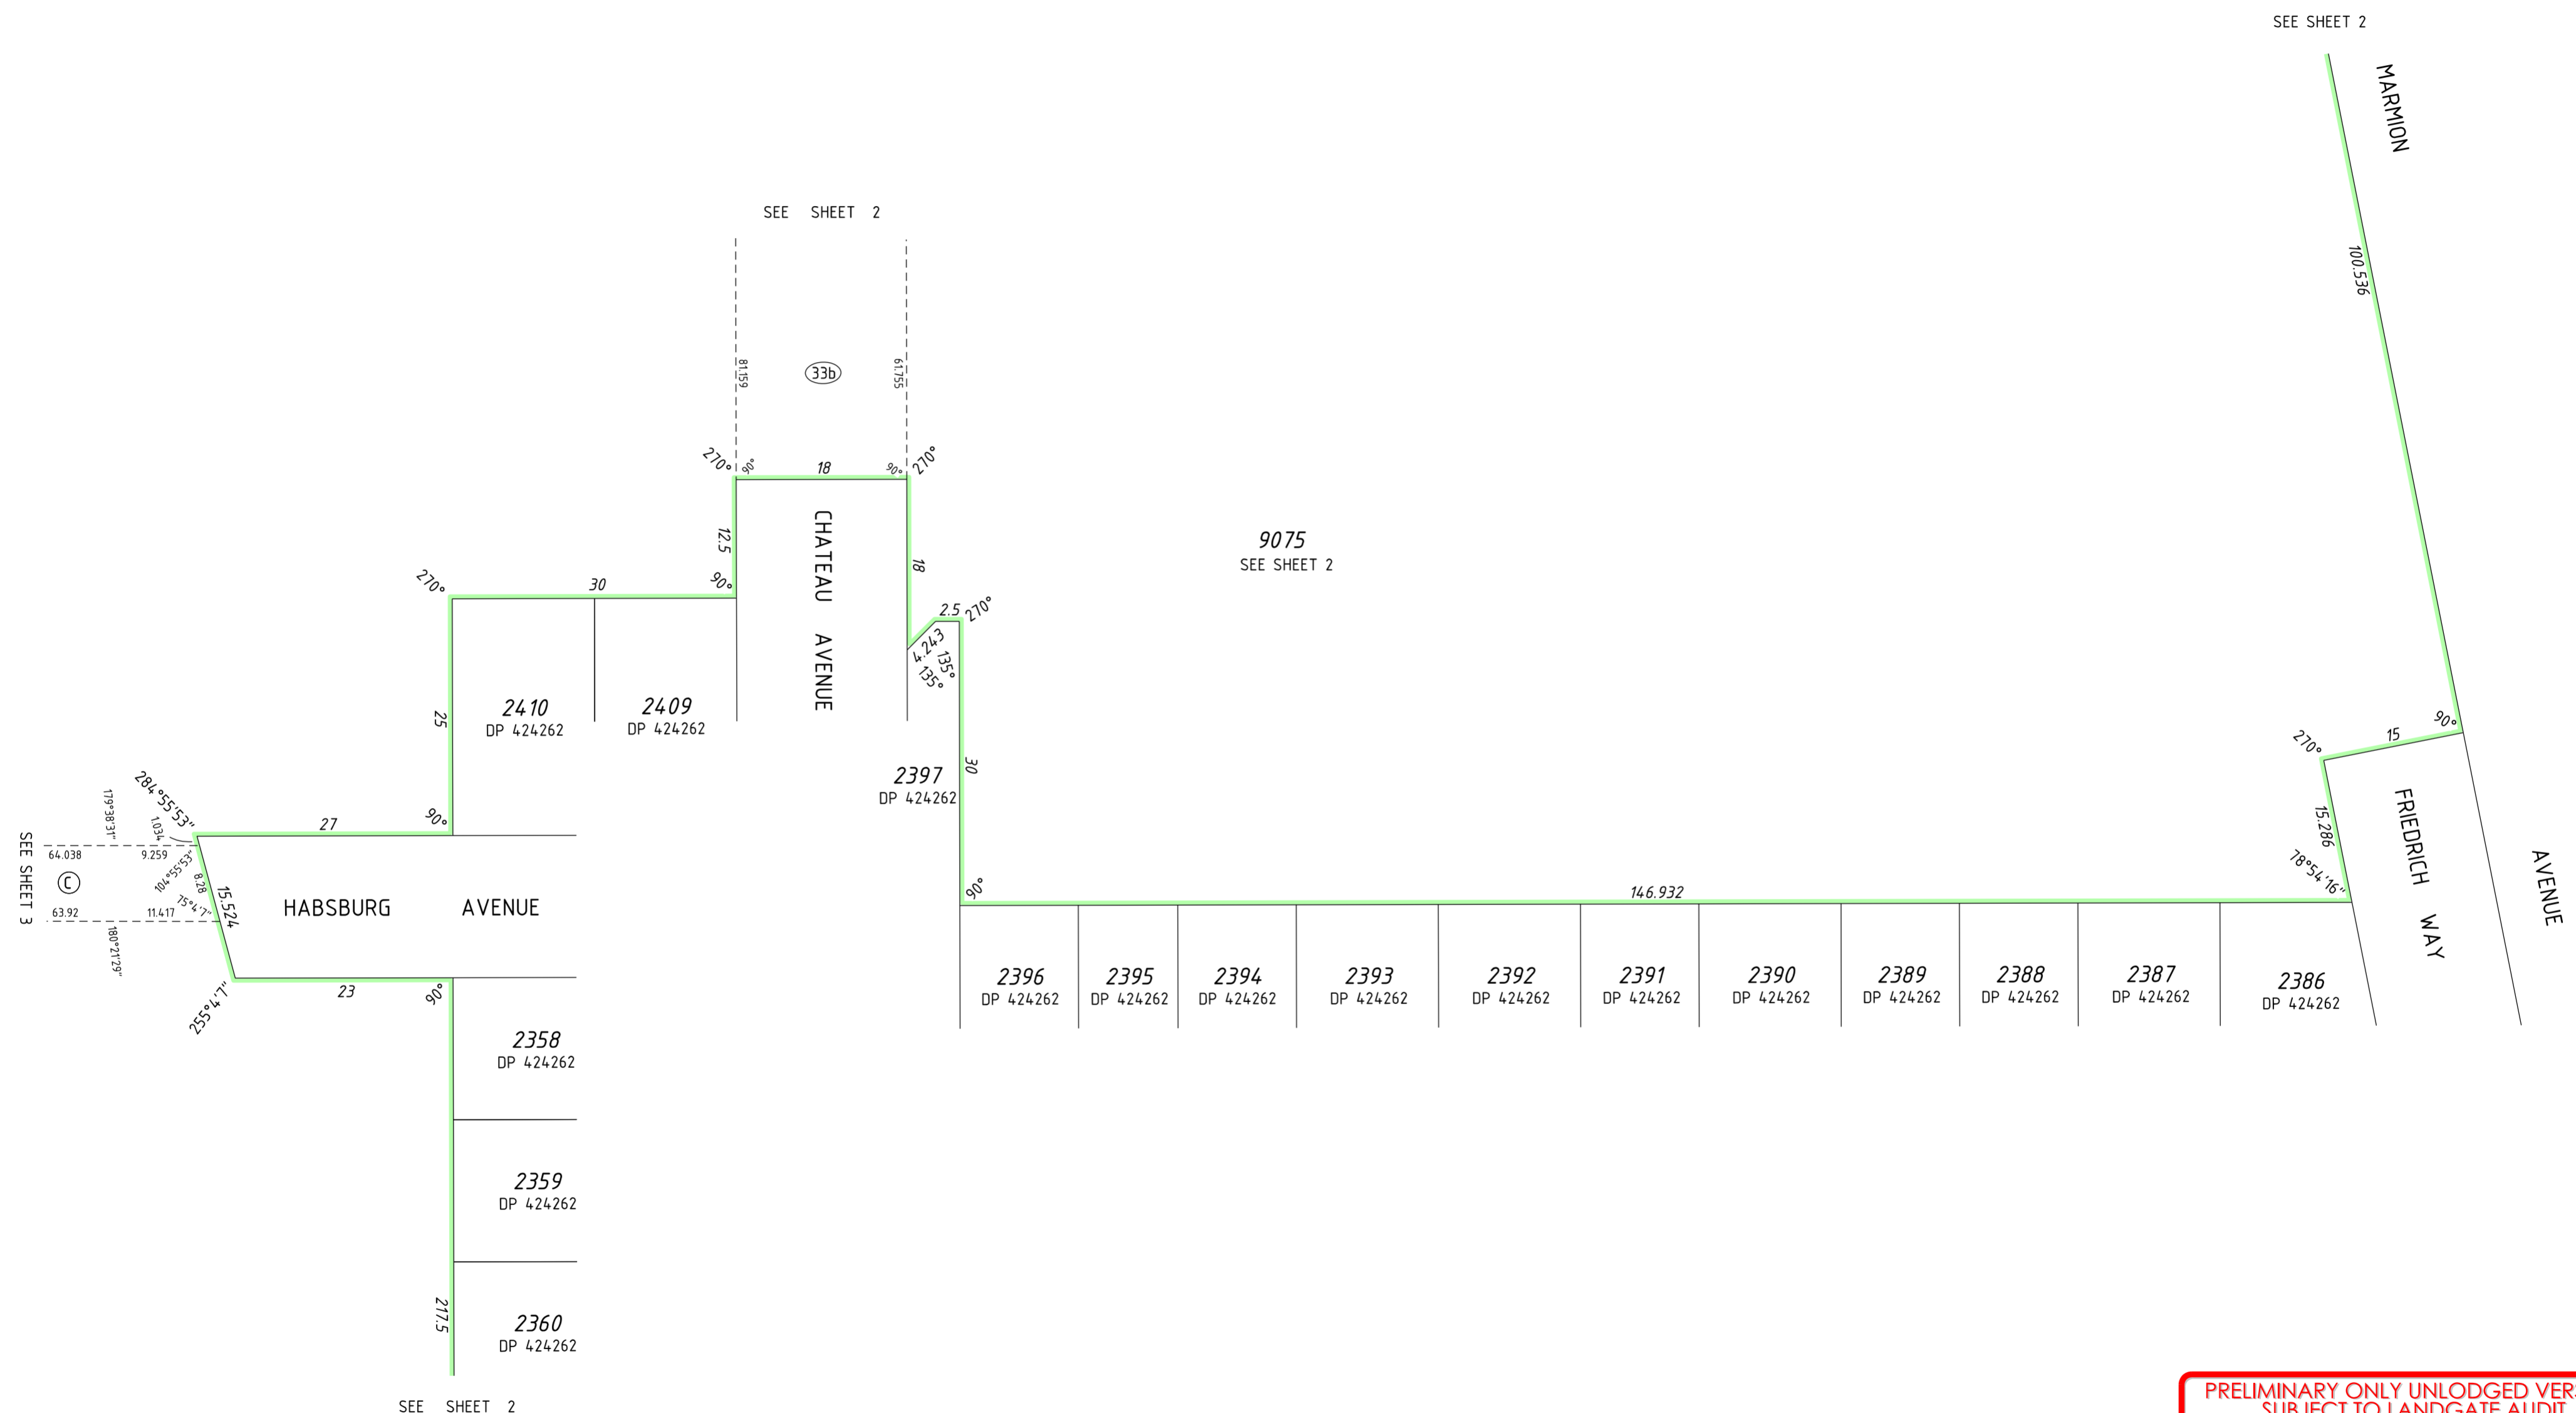 SEE SHEET 2
MARMION
100.536
SEE SHEET 2
81.159
33b
61.755
270°
90°
18
90°
270°
12.5
CHATEAU AVENUE
18
9075
SEE SHEET 2
270°
30
90°
2.5
270°
4.243
135°
135°
25
2410
DP 424262
2409
DP 424262
2397
DP 424262
30
90°
15
270°
15.286
FRIEDRICH WAY
78°54'16"
AVENUE
284°55'53"
179°38'31"
1.034
27
90°
SEE SHEET 3
64.038
9.259
104°55'53"
C
8.28
15.524
75°4'7"
63.92
11.417
180°21'29"
HABSBURG AVENUE
255°4'7"
23
90°
90°
146.932
2396
DP 424262
2395
DP 424262
2394
DP 424262
2393
DP 424262
2392
DP 424262
2391
DP 424262
2390
DP 424262
2389
DP 424262
2388
DP 424262
2387
DP 424262
2386
DP 424262
2358
DP 424262
2359
DP 424262
217.5
2360
DP 424262
SEE SHEET 2
PRELIMINARY ONLY UNLODGED VERS
SUBJECT TO LANDGATE AUDIT